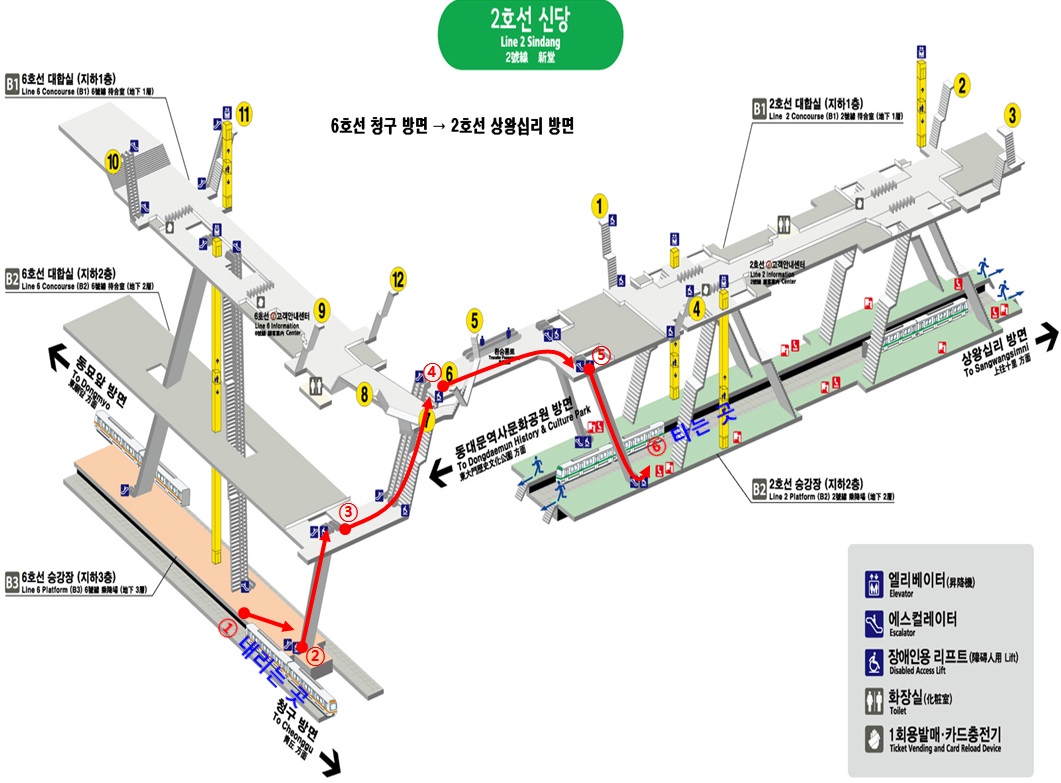 2호선 신당
Line 2 Sindang
2號線 新堂
6호선 청구 방면 → 2호선 상왕십리 방면
B1 6호선 대합실 (지하1층)
Line 6 Concourse (B1) 6號線 待合室 (地下 1層)
B1 2호선 대합실 (지하1층)
Line 2 Concourse (B1) 2號線 待合室 (地下 1層)
B2 6호선 대합실 (지하2층)
Line 6 Concourse (B2) 6號線 待合室 (地下 2層)
10
11
12
9
8
7
6
5
1
4
2
3
6호선 고객안내센터
Line 6 Information
6號線 顧客案內 Center
2호선 고객안내센터
Line 2 Information
2號線 顧客案內 Center
환승통로
동묘앞 방면
To Dongmyo
東廟前 方面
동대문역사문화공원 방면
To Dongdaemun History & Culture Park
東大門歷史文化公園 方面
상왕십리 방면
To Sangwangsimni
上往十里 方面
④
⑤
③
⑥ 타는 곳
B2 2호선 승강장 (지하2층)
Line 2 Platform (B2) 2號線 乘降場 (地下 2層)
B3 6호선 승강장 (지하3층)
Line 6 Platform (B3) 6號線 乘降場 (地下 3層)
① 내리는 곳
②
청구 방면
To Cheonggu
靑丘 方面
엘리베이터(昇降機)
Elevator
에스컬레이터
Escalator
장애인용 리프트(障碍人用 Lift)
Disabled Access Lift
화장실(化粧室)
Toilet
1회용발매·카드충전기
Ticket Vending and Card Reload Device